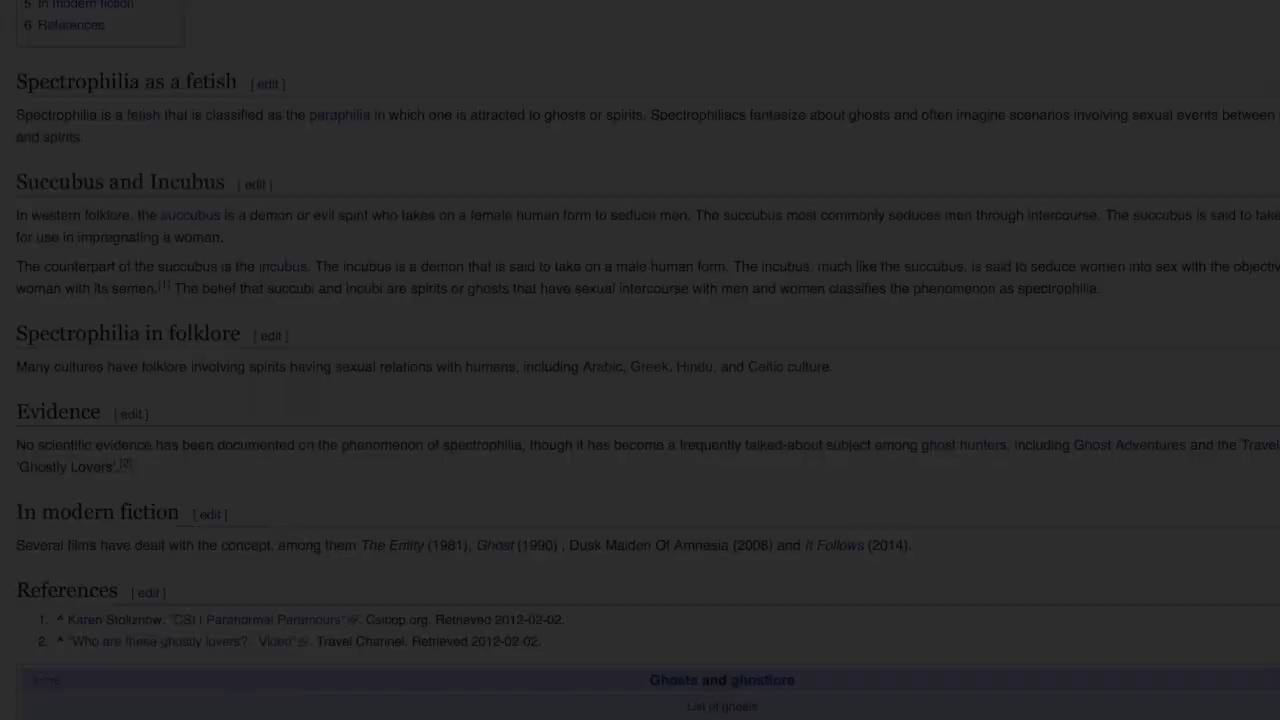 5 In modern fiction
6 References
Spectrophilia as a fetish [ edit ]
Spectrophilia is a fetish that is classified as the paraphilia in which one is attracted to ghosts or spirits. Spectrophiliacs fantasize about ghosts and often imagine scenarios involving sexual events between
and spirits.
Succubus and Incubus [ edit ]
In western folklore, the succubus is a demon or evil spirit who takes on a female human form to seduce men. The succubus most commonly seduces men through intercourse. The succubus is said to take
for use in impregnating a woman.
The counterpart of the succubus is the incubus. The incubus is a demon that is said to take on a male human form. The incubus, much like the succubus, is said to seduce women into sex with the objectiv
woman with its semen.[1] The belief that succubi and incubi are spirits or ghosts that have sexual intercourse with men and women classifies the phenomenon as spectrophilia.
Spectrophilia in folklore [ edit ]
Many cultures have folklore involving spirits having sexual relations with humans, including Arabic, Greek, Hindu, and Celtic culture.
Evidence [ edit ]
No scientific evidence has been documented on the phenomenon of spectrophilia, though it has become a frequently talked-about subject among ghost hunters, including Ghost Adventures and the Travel
'Ghostly Lovers'.[2]
In modern fiction [ edit ]
Several films have dealt with the concept, among them The Entity (1981), Ghost (1990) , Dusk Maiden Of Amnesia (2008) and It Follows (2014).
References [ edit ]
1. ^ Karen Stollznow. "CSI | Paranormal Paramours". Csicop.org. Retrieved 2012-02-02.
2. ^ "Who are these ghostly lovers? : Video". Travel Channel. Retrieved 2012-02-02.
Ghosts and ghostlore
List of ghosts